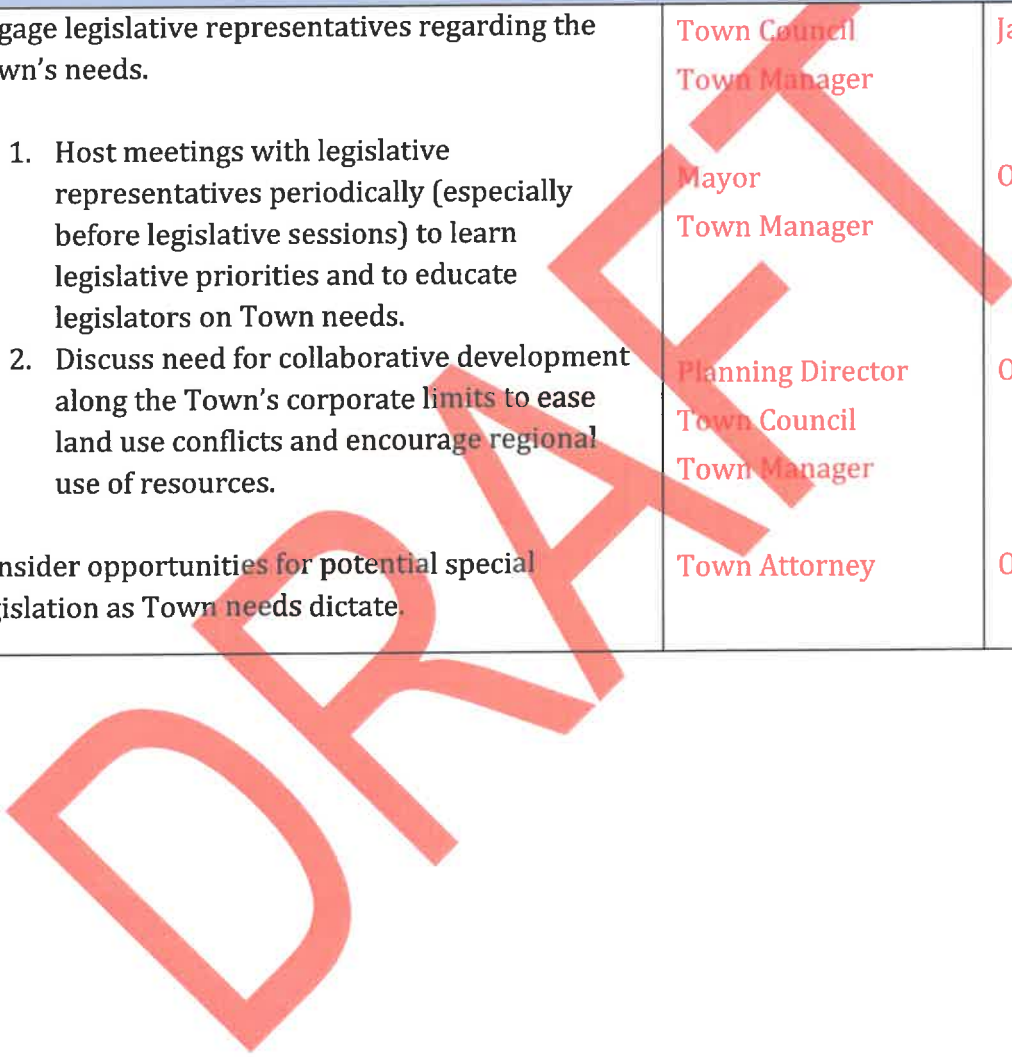 gage legislative representatives regarding the
wn's needs.
1. Host meetings with legislative
representatives periodically (especially
before legislative sessions) to learn
legislative priorities and to educate
legislators on Town needs.
2. Discuss need for collaborative development
along the Town's corporate limits to ease
land use conflicts and encourage regional
use of resources.
nsider opportunities for potential special
islation as Town needs dictate.
Town Council
Town Manager
Mayor
Town Manager
Planning Director
Town Council
Town Manager
Town Attorney
Ja
O
O
O
DRAFT